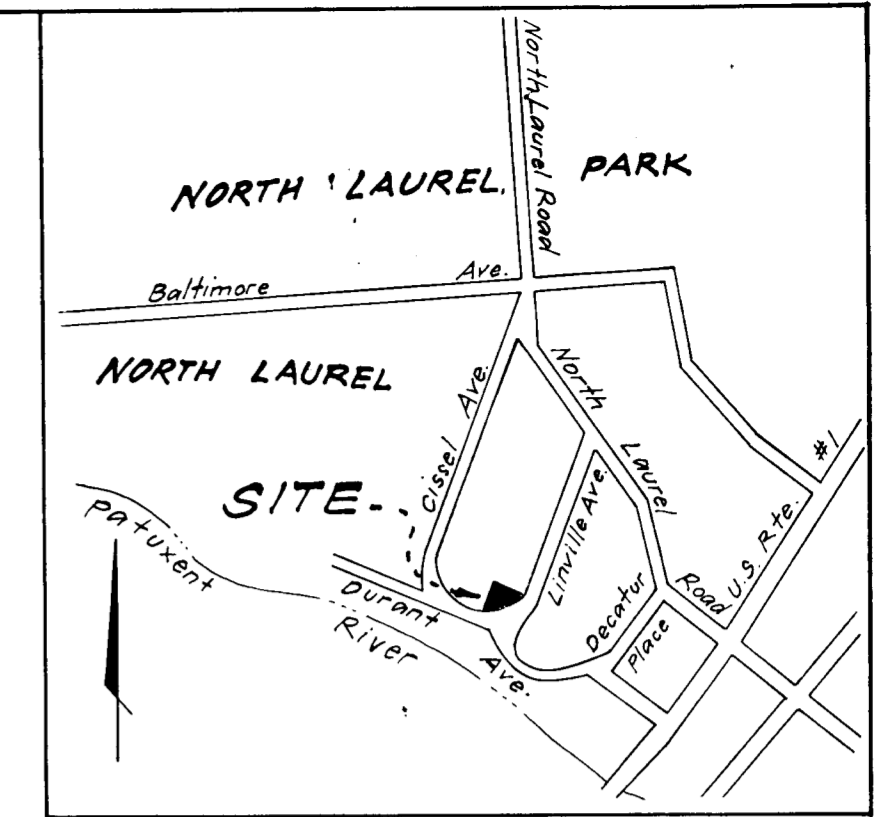 North Laurel Road
NORTH LAUREL PARK
Baltimore Ave.
NORTH LAUREL
Cissel Ave.
North Laurel Road
SITE
Linville Ave.
U.S. Rte. #1
Patuxent River
Durant Ave.
Decatur Place